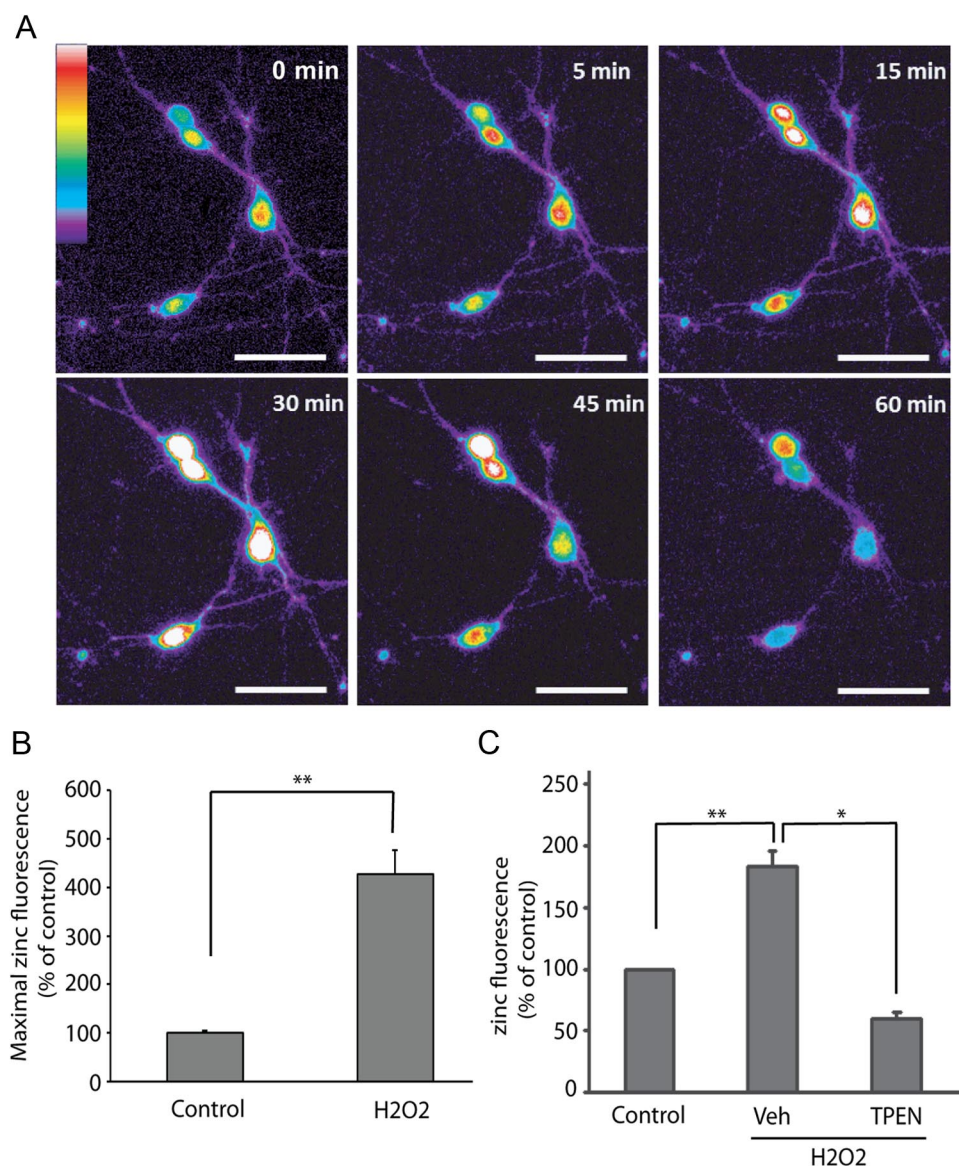 A
0 min
5 min
15 min
30 min
45 min
60 min
B
Maximal zinc fluorescence
(% of control)
600
500
400
300
200
100
0
**
Control
H2O2
C
zinc fluorescence
(% of control)
250
200
150
100
50
0
**
*
Control
Veh
TPEN
H2O2